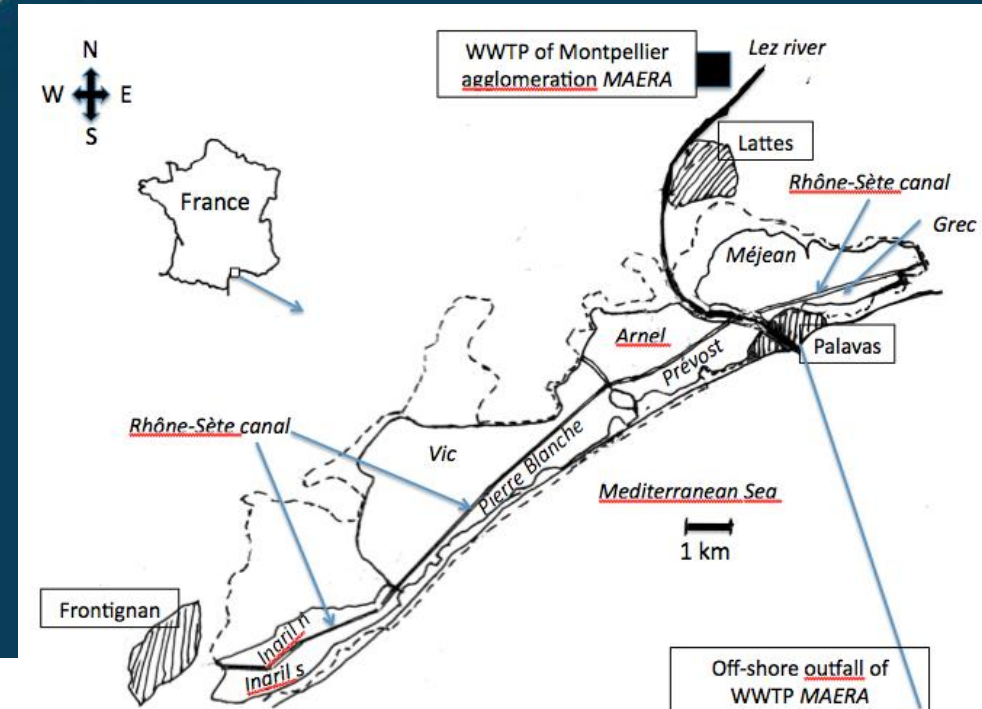 N
W E
S
WWTP of Montpellier
agglomeration MAERA
Lez river
Lattes
France
Rhône-Sète canal
Grec
Méjean
Arnel
Prévost
Palavas
Rhône-Sète canal
Vic
Pierre Blanche
Mediterranean Sea
1 km
Frontignan
Inaril n
Inaril s
Off-shore outfall of
WWTP MAERA